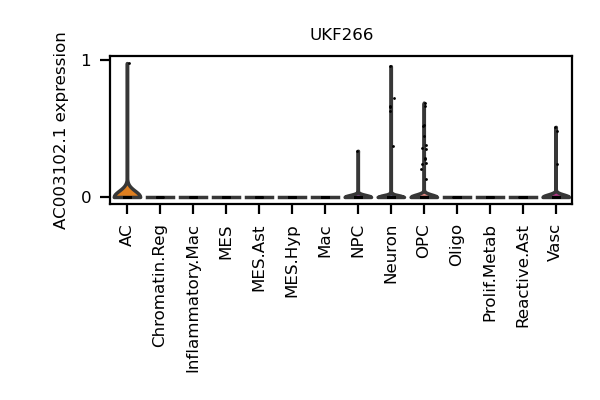 UKF266
AC003102.1 expression
1
0
AC
Chromatin.Reg
Inflammatory.Mac
MES
MES.Ast
MES.Hyp
Mac
NPC
Neuron
OPC
Oligo
Prolif.Metab
Reactive.Ast
Vasc